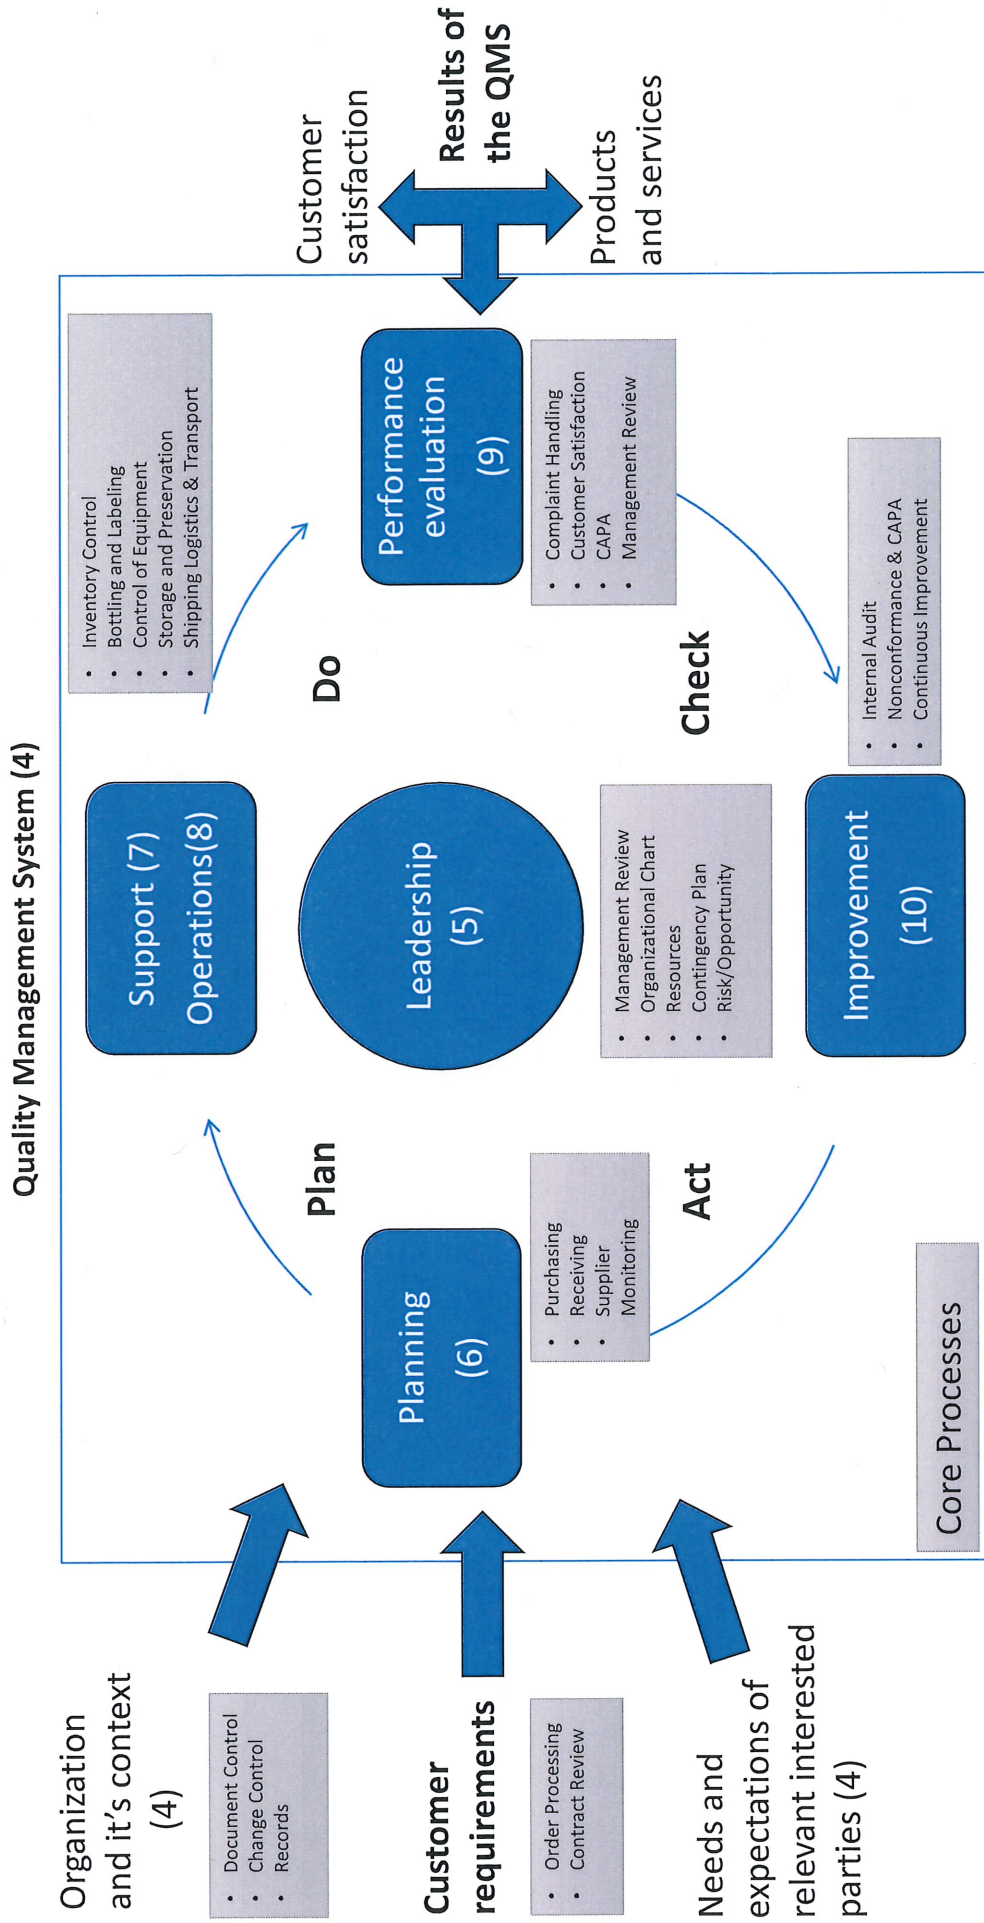 Quality Management System (4)
Organization
and it's context
(4)
• Document Control
• Change Control
• Records
Customer
requirements
• Order Processing
• Contract Review
Needs and
expectations of
relevant interested
parties (4)
Plan
Planning
(6)
• Purchasing
• Receiving
• Supplier
Monitoring
Act
Core Processes
Support (7)
Operations(8)
Leadership
(5)
• Management Review
• Organizational Chart
• Resources
• Contingency Plan
• Risk/Opportunity
Improvement
(10)
• Inventory Control
• Bottling and Labeling
• Control of Equipment
• Storage and Preservation
• Shipping Logistics & Transport
Do
Performance
evaluation
(9)
• Complaint Handling
• Customer Satisfaction
• CAPA
• Management Review
Check
• Internal Audit
• Nonconformance & CAPA
• Continuous Improvement
Customer
satisfaction
Results of
the QMS
Products
and services